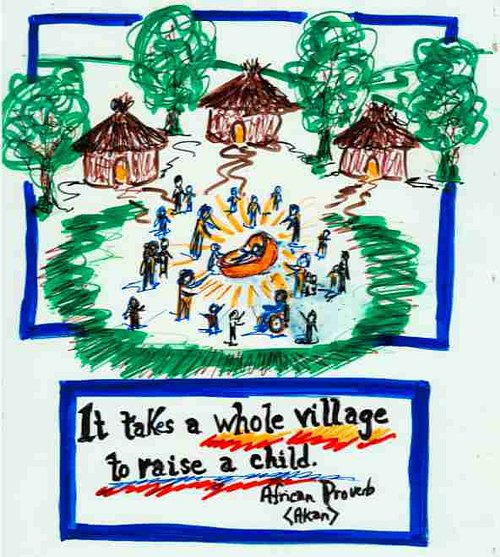 It takes a whole village
to raise a child.
African Proverb
<Akan>